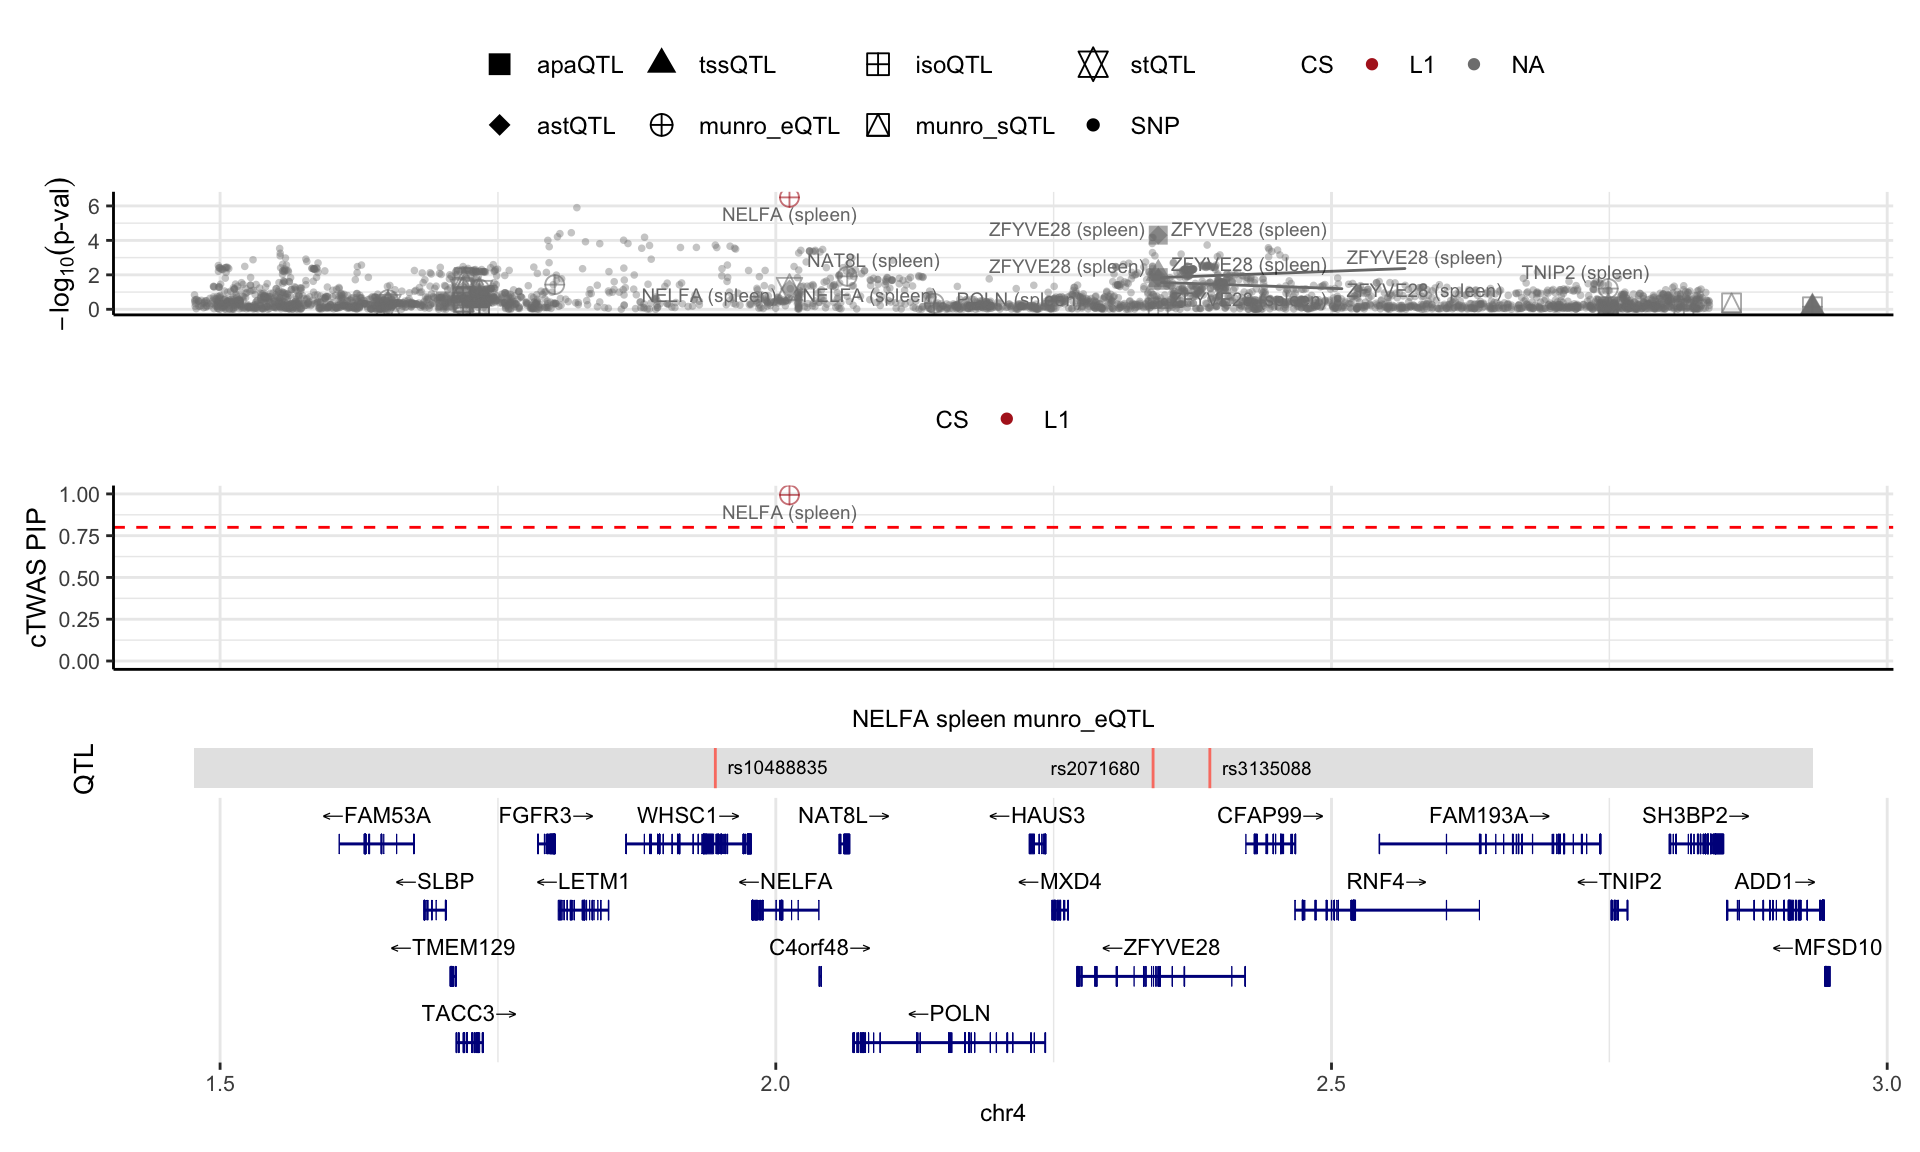 apaQTL tssQTL isoQTL stQTL CS L1 NA
astQTL munro_eQTL munro_sQTL SNP
−log10(p-val)
6
4
2
0
NELFA (spleen)
ZFYVE28 (spleen) ZFYVE28 (spleen)
NAT8L (spleen) ZFYVE28 (spleen) ZFYVE28 (spleen) ZFYVE28 (spleen) TNIP2 (spleen)
NELFA (spleen) NELFA (spleen) POLN (spleen) ZFYVE28 (spleen) ZFYVE28 (spleen)
CS L1
cTWAS PIP
1.00
0.75
0.50
0.25
0.00
NELFA (spleen)
NELFA spleen munro_eQTL
QTL
rs10488835 rs2071680 rs3135088
←FAM53A FGFR3→ WHSC1→ NAT8L→ ←HAUS3 CFAP99→ FAM193A→ SH3BP2→
←SLBP ←LETM1 ←NELFA ←MXD4 RNF4→ ←TNIP2 ADD1→
←TMEM129 C4orf48→ ←ZFYVE28 ←MFSD10
TACC3→ ←POLN
1.5 2.0 2.5 3.0
chr4